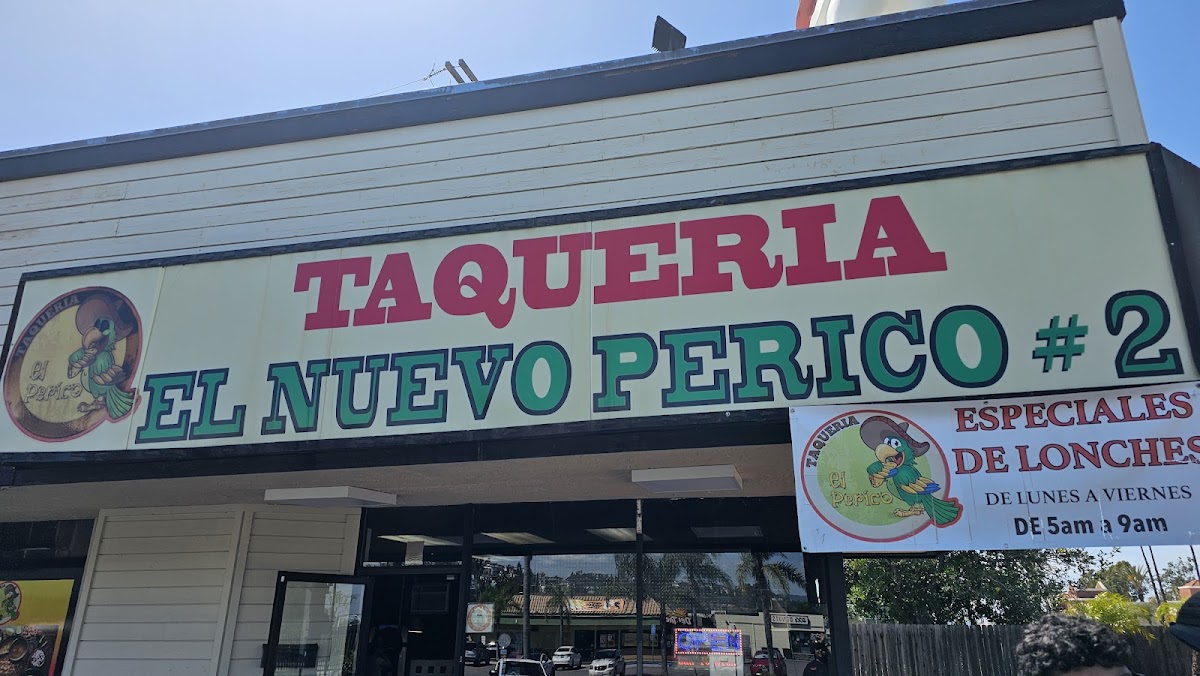 TAQUERIA
EL NUEVO PERICO # 2
TAQUERIA
el perico
ESPECIALES
DE LONCHES
DE LUNES A VIERNES
DE 5am a 9am
TAQUERIA
el perico
OPEN